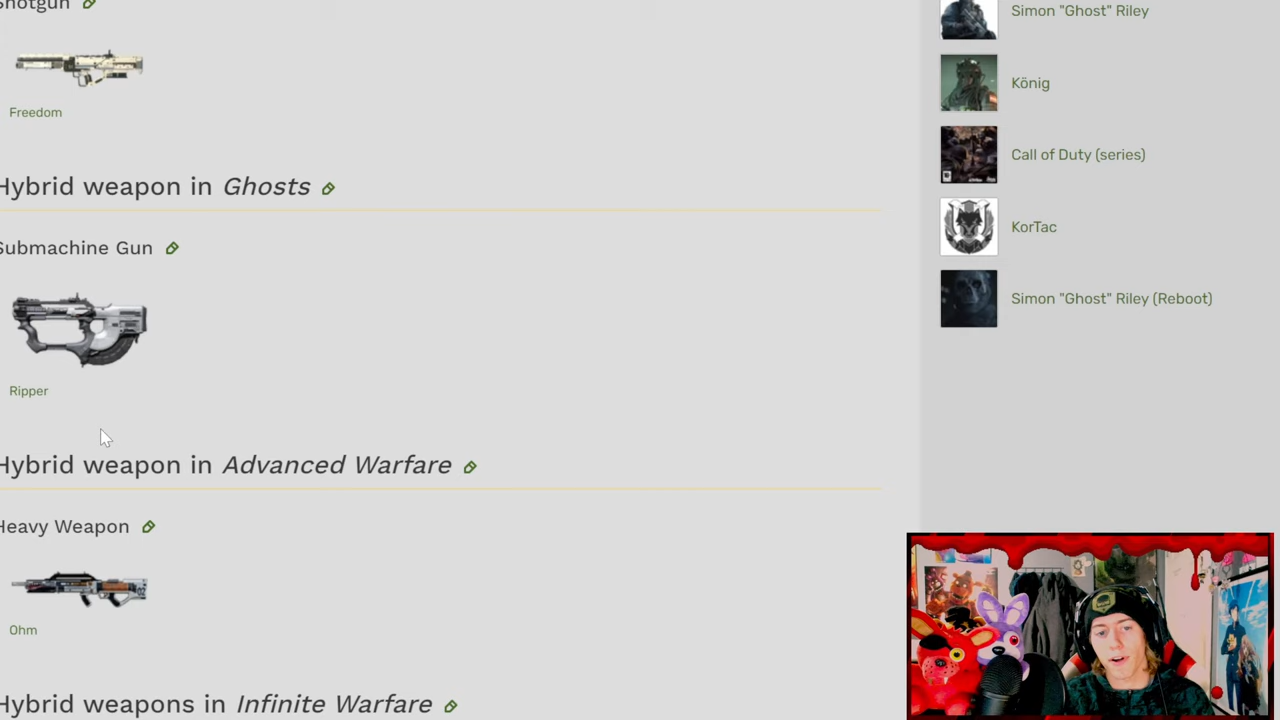 Shotgun
Freedom
Hybrid weapon in Ghosts
Submachine Gun
Ripper
Hybrid weapon in Advanced Warfare
Heavy Weapon
Ohm
Hybrid weapons in Infinite Warfare
Simon "Ghost" Riley
König
Call of Duty (series)
KorTac
Simon "Ghost" Riley (Reboot)